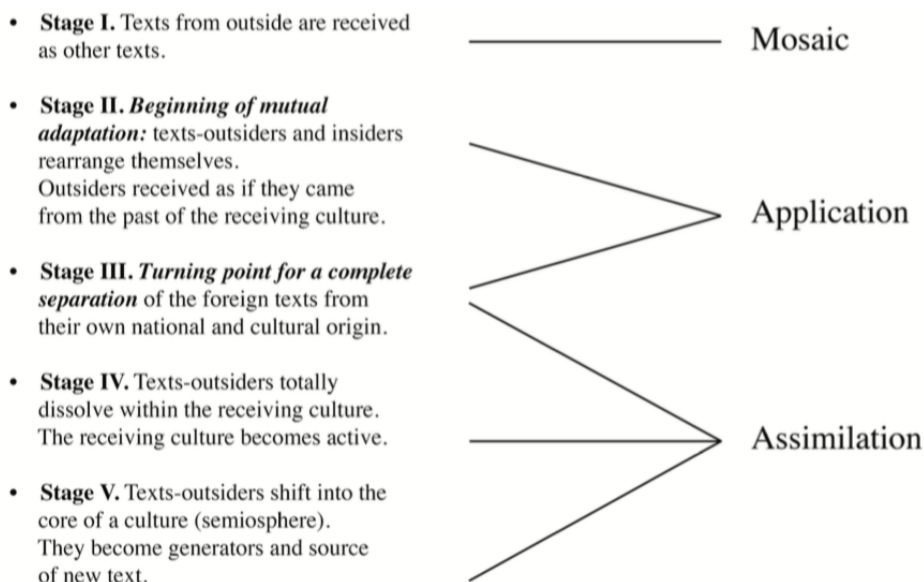 • Stage I. Texts from outside are received
as other texts.
Mosaic
• Stage II. Beginning of mutual
adaptation: texts-outsiders and insiders
rearrange themselves.
Outsiders received as if they came
from the past of the receiving culture.
Application
• Stage III. Turning point for a complete
separation of the foreign texts from
their own national and cultural origin.
• Stage IV. Texts-outsiders totally
dissolve within the receiving culture.
The receiving culture becomes active.
Assimilation
• Stage V. Texts-outsiders shift into the
core of a culture (semiosphere).
They become generators and source
of new text.